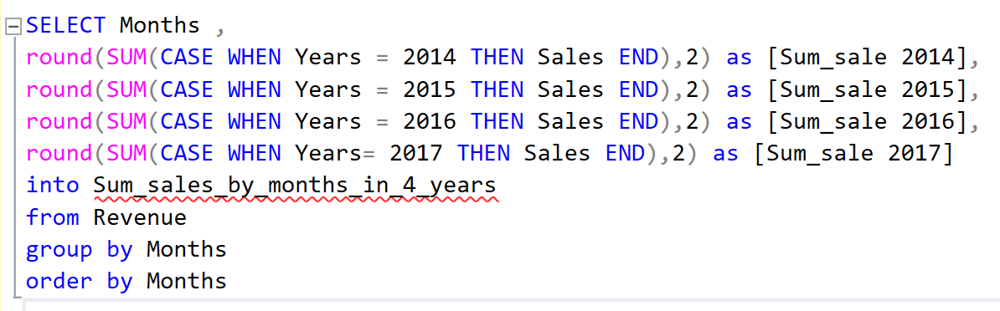 SELECT Months ,
round(SUM(CASE WHEN Years = 2014 THEN Sales END),2) as [Sum_sale 2014],
round(SUM(CASE WHEN Years = 2015 THEN Sales END),2) as [Sum_sale 2015],
round(SUM(CASE WHEN Years = 2016 THEN Sales END),2) as [Sum_sale 2016],
round(SUM(CASE WHEN Years= 2017 THEN Sales END),2) as [Sum_sale 2017]
into Sum_sales_by_months_in_4_years
from Revenue
group by Months
order by Months